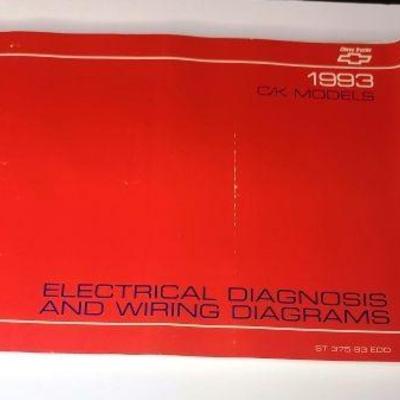 Chevy Trucks
1993
C/K MODELS
ELECTRICAL DIAGNOSIS
AND WIRING DIAGRAMS
ST 375 93 EDD